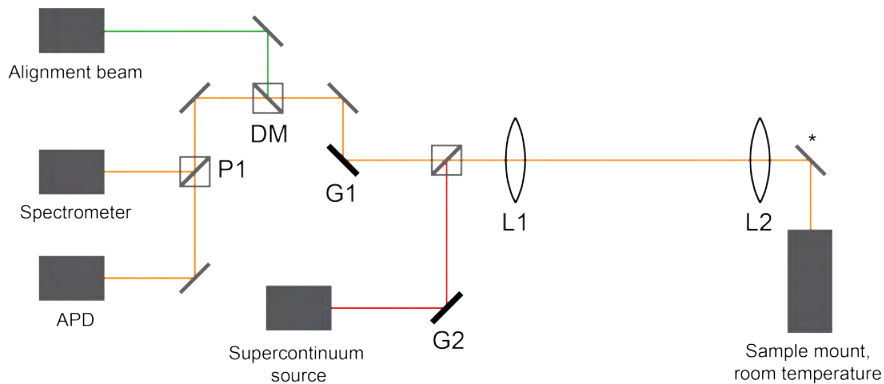 Alignment beam
DM
P1
Spectrometer
G1
L1
L2
*
APD
G2
Supercontinuum
source
Sample mount,
room temperature